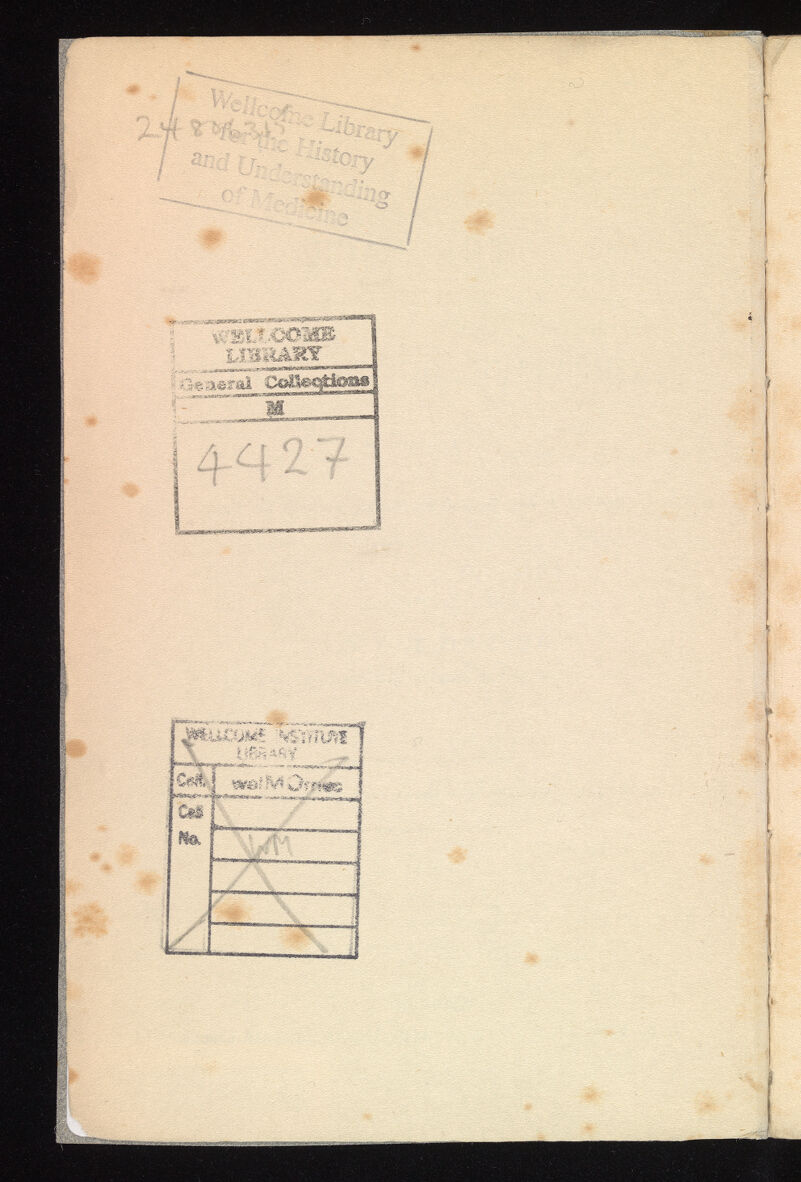 Wellcome Library
for the History
and Understanding
of Medicine
WELLCOME
LIBRARY
General Collections
M
4427
WELLCOME INSTITUTE
LIBRARY
Coll. welMOmec
Call
No.
WM